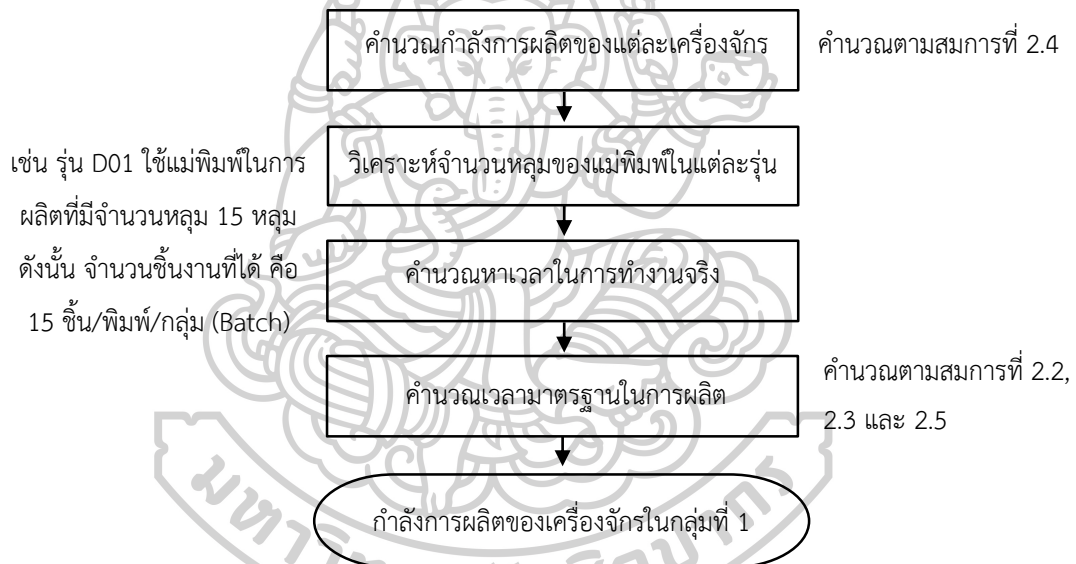 คำนวณกำลังการผลิตของแต่ละเครื่องจักร
คำนวณตามสมการที่ 2.4
เช่น รุ่น D01 ใช้แม่พิมพ์ในการ
ผลิตที่มีจำนวนหลุม 15 หลุม
ดังนั้น จำนวนชิ้นงานที่ได้ คือ
15 ชิ้น/พิมพ์/กลุ่ม (Batch)
วิเคราะห์จำนวนหลุมของแม่พิมพ์ในแต่ละรุ่น
คำนวณหาเวลาในการทำงานจริง
คำนวณเวลามาตรฐานในการผลิต
คำนวณตามสมการที่ 2.2,
2.3 และ 2.5
กำลังการผลิตของเครื่องจักรในกลุ่มที่ 1